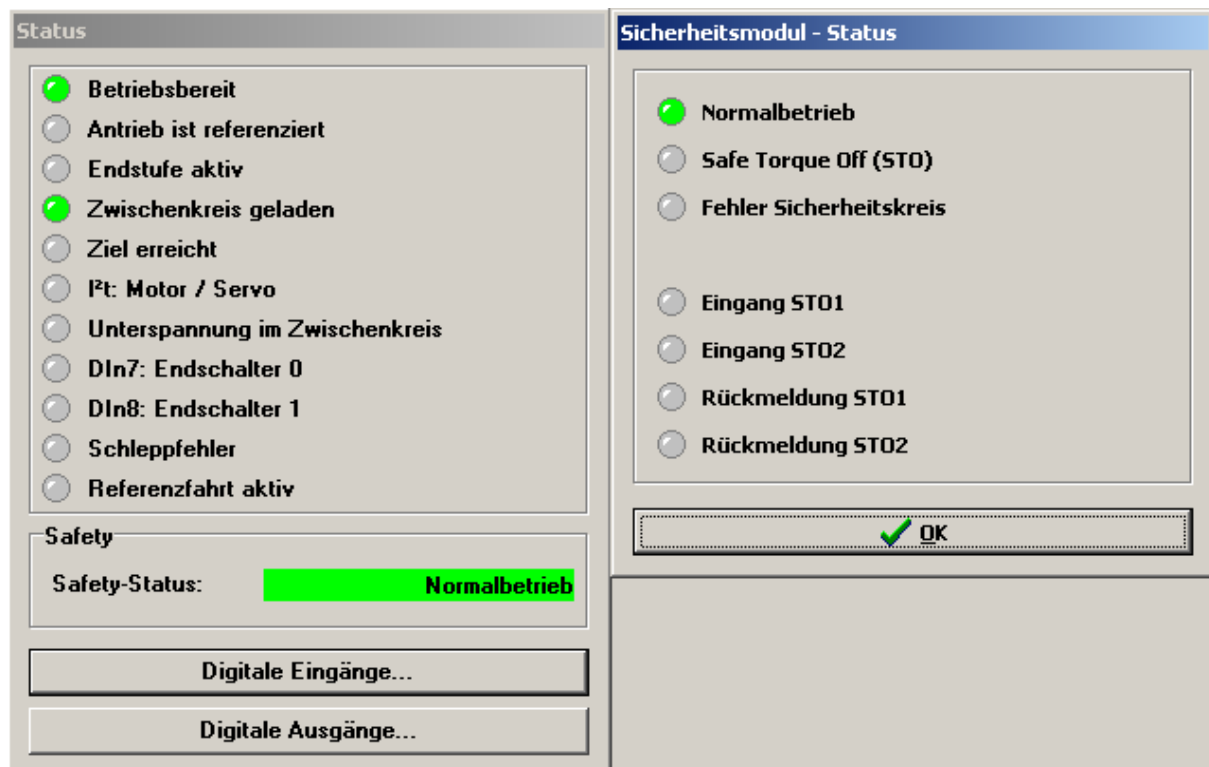 Status
Betriebsbereit
Antrieb ist referenziert
Endstufe aktiv
Zwischenkreis geladen
Ziel erreicht
I²t: Motor / Servo
Unterspannung im Zwischenkreis
DIn7: Endschalter 0
DIn8: Endschalter 1
Schleppfehler
Referenzfahrt aktiv
Safety
Safety-Status: Normalbetrieb
Digitale Eingänge...
Digitale Ausgänge...
Sicherheitsmodul - Status
Normalbetrieb
Safe Torque Off (STO)
Fehler Sicherheitskreis
Eingang STO1
Eingang STO2
Rückmeldung STO1
Rückmeldung STO2
OK